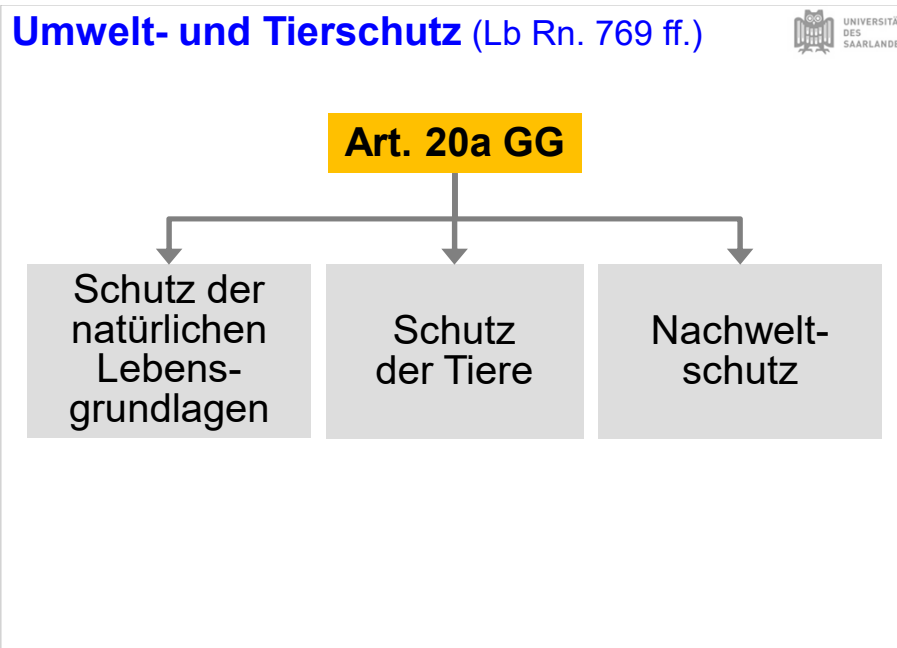 Umwelt- und Tierschutz (Lb Rn. 769 ff.)
UNIVERSITÄ
DES
SAARLANDE
Art. 20a GG
Schutz der
natürlichen
Lebens-
grundlagen
Schutz
der Tiere
Nachwelt-
schutz